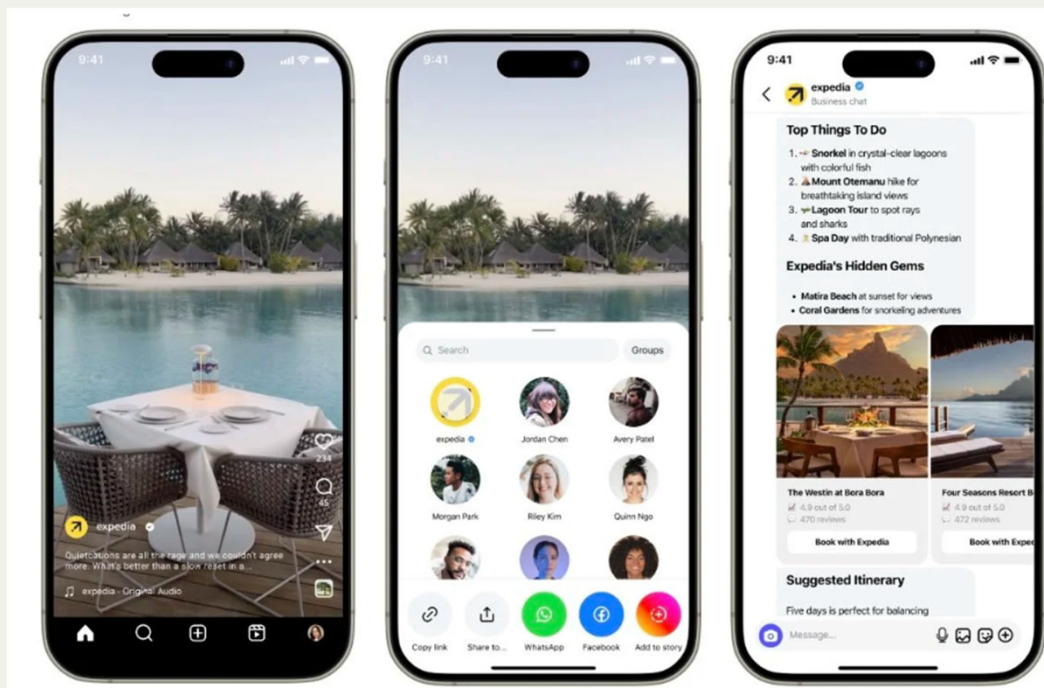 9:41
expedia
Quietcations are all the rage and we couldn't agree
more. What's better than a slow reset in a...
expedia · Original Audio
234
45
9:41
Search
Groups
expedia
Jordan Chen
Avery Patel
Morgan Park
Riley Kim
Quinn Ngo
Copy link
Share to...
WhatsApp
Facebook
Add to story
9:41
expedia
Business chat
Top Things To Do
1. Snorkel in crystal-clear lagoons
with colorful fish
2. Mount Otemanu hike for
breathtaking island views
3. Lagoon Tour to spot rays
and sharks
4. Spa Day with traditional Polynesian
Expedia's Hidden Gems
• Matira Beach at sunset for views
• Coral Gardens for snorkeling adventures
The Westin at Bora Bora
4.9 out of 5.0
470 reviews
Book with Expedia
Four Seasons Resort B
4.9 out of 5.0
472 reviews
Book with Exped
Suggested Itinerary
Five days is perfect for balancing
Message...